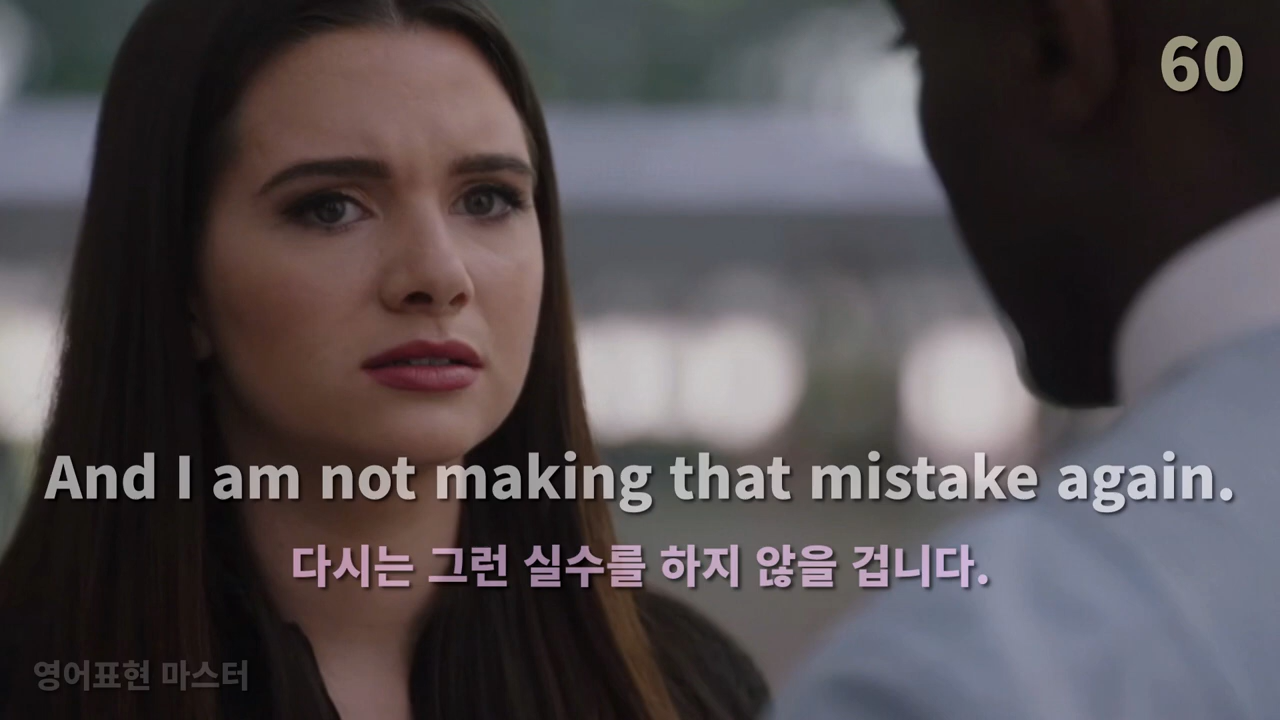 60
And I am not making that mistake again.
다시는 그런 실수를 하지 않을 겁니다.
영어표현 마스터